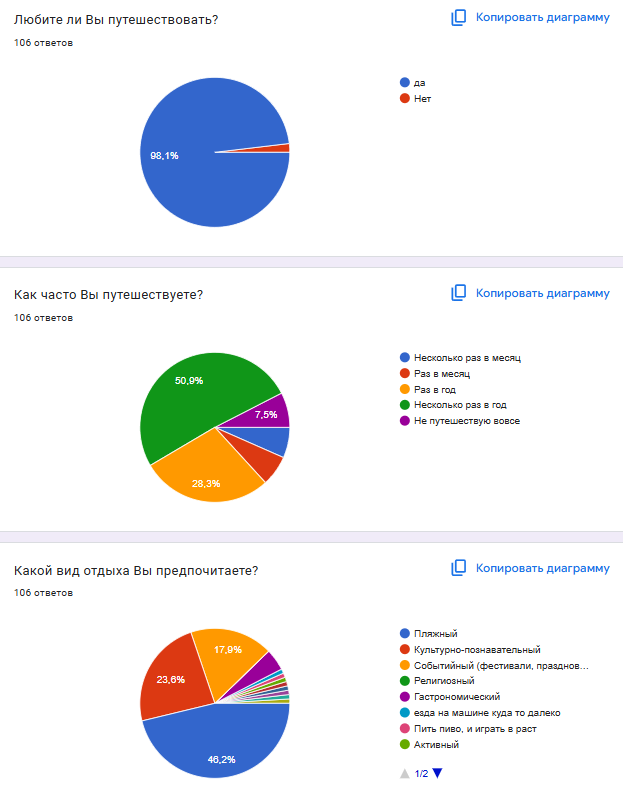 Любите ли Вы путешествовать?
Копировать диаграмму
106 ответов
98,1%
да
Нет
Как часто Вы путешествуете?
Копировать диаграмму
106 ответов
50,9%
7,5%
28,3%
Несколько раз в месяц
Раз в месяц
Раз в год
Несколько раз в год
Не путешествую вовсе
Какой вид отдыха Вы предпочитаете?
Копировать диаграмму
106 ответов
17,9%
23,6%
46,2%
Пляжный
Культурно-познавательный
Событийный (фестивали, празднов…
Религиозный
Гастрономический
езда на машине куда то далеко
Пить пиво, и играть в раст
Активный
1/2